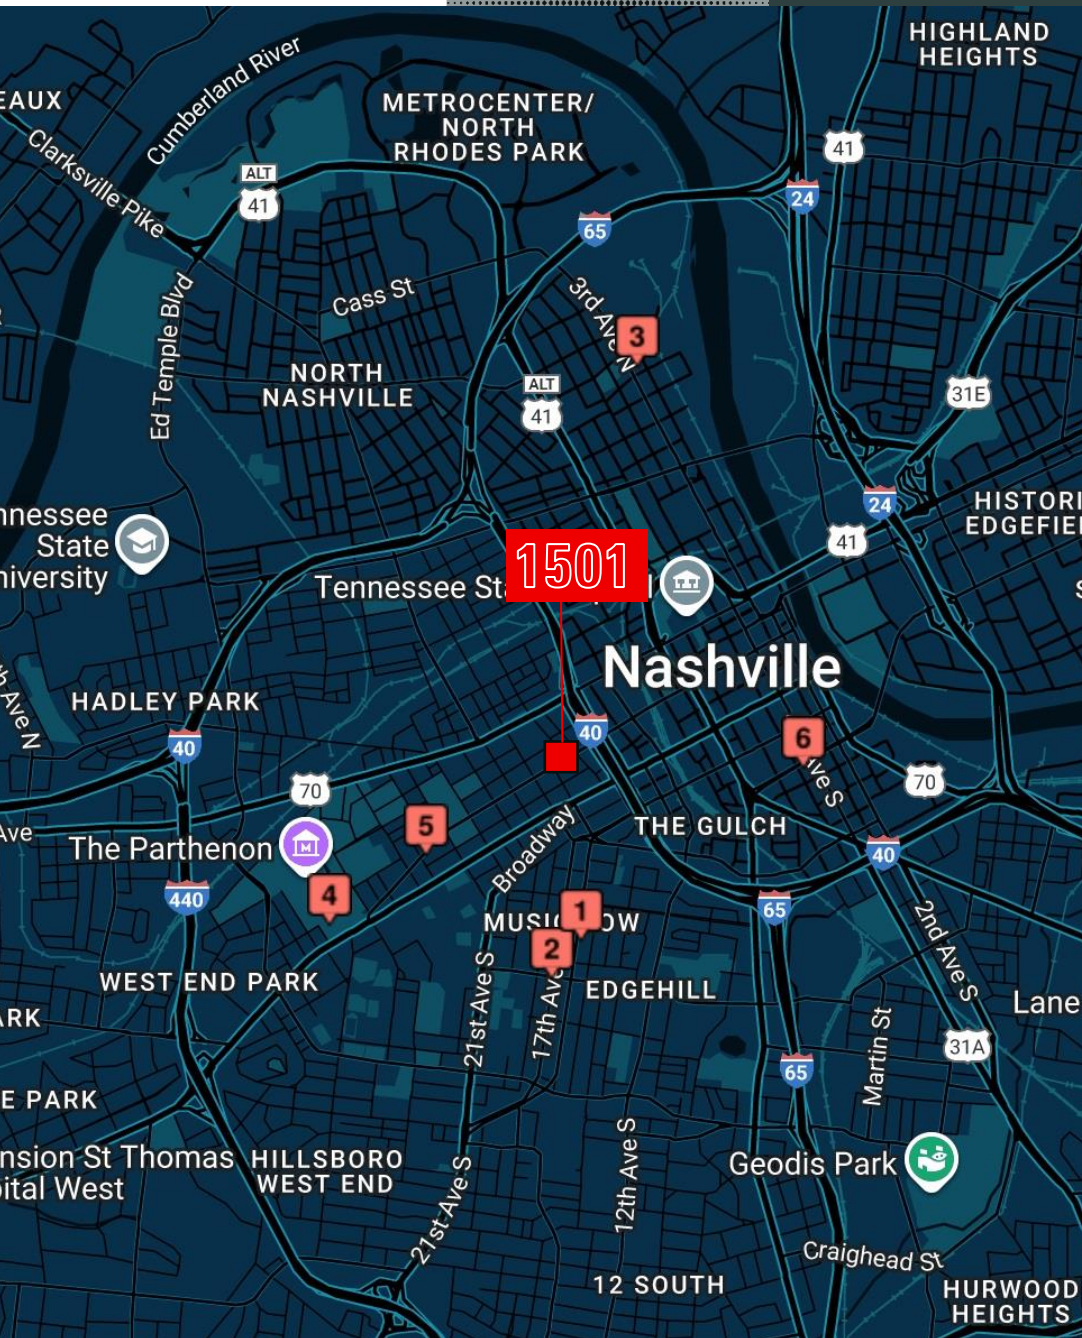 HIGHLAND
HEIGHTS
EAUX
Cumberland River
METROCENTER/
NORTH
RHODES PARK
Clarksville Pike
41
ALT
41
24
65
Cass St
3rd Ave N
3
Ed Temple Blvd
NORTH
NASHVILLE
ALT
41
31E
nnessee
State
niversity
24
HISTORI
EDGEFIE
41
1501
Tennessee St
Nashville
th Ave N
HADLEY PARK
40
40
6
Ave S
70
70
Ave
5
Broadway
THE GULCH
The Parthenon
40
440
4
65
1
MUSIC ROW
2
2nd Ave S
WEST END PARK
EDGEHILL
21st Ave S
17th Ave
Lane
ARK
Martin St
31A
65
E PARK
nsion St Thomas
pital West
HILLSBORO
WEST END
12th Ave S
Geodis Park
21st Ave S
Craighead St
12 SOUTH
HURWOOD
HEIGHTS